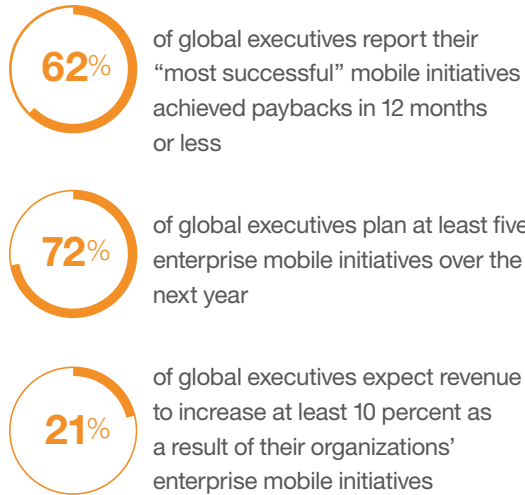 62%
of global executives report their
“most successful” mobile initiatives
achieved paybacks in 12 months
or less
72%
of global executives plan at least five
enterprise mobile initiatives over the
next year
21%
of global executives expect revenue
to increase at least 10 percent as
a result of their organizations’
enterprise mobile initiatives